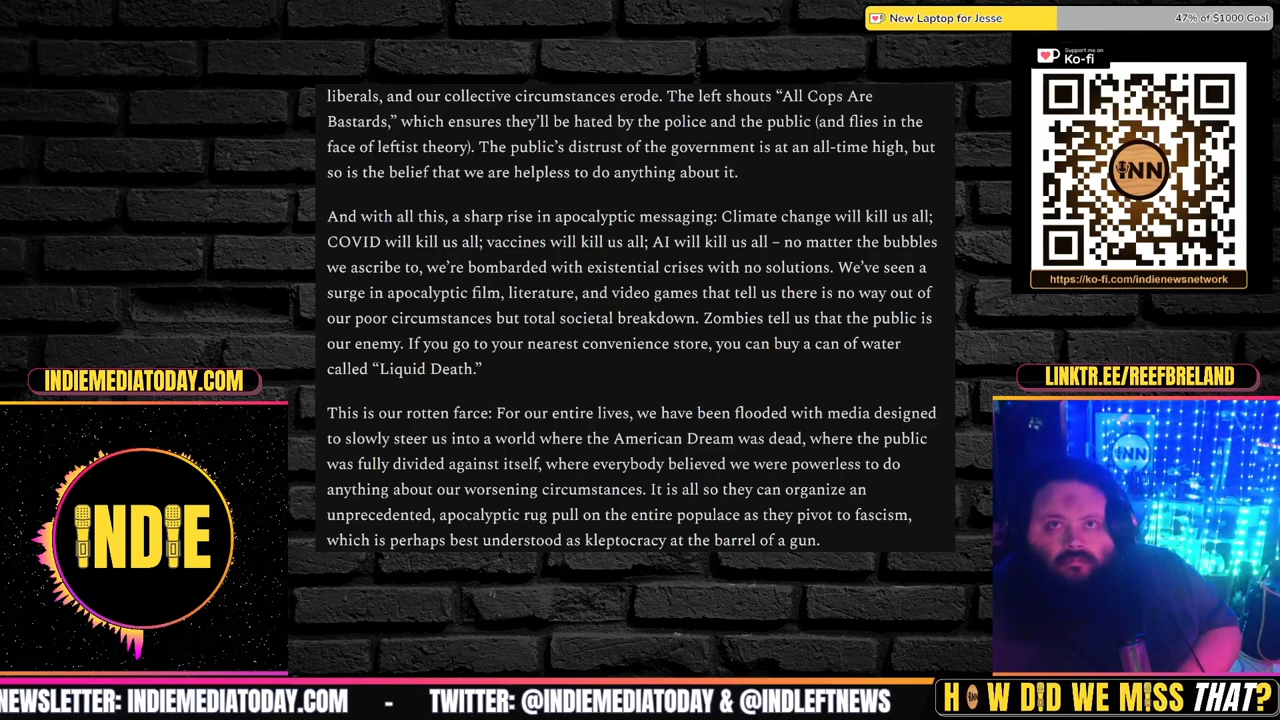 New Laptop for Jesse
47% of $1000 Goal
Support me on
Ko-fi
iNN
https://ko-fi.com/indienewsnetwork
liberals, and our collective circumstances erode. The left shouts “All Cops Are
Bastards,” which ensures they’ll be hated by the police and the public (and flies in the
face of leftist theory). The public’s distrust of the government is at an all-time high, but
so is the belief that we are helpless to do anything about it.
And with all this, a sharp rise in apocalyptic messaging: Climate change will kill us all;
COVID will kill us all; vaccines will kill us all; AI will kill us all – no matter the bubbles
we ascribe to, we’re bombarded with existential crises with no solutions. We’ve seen a
surge in apocalyptic film, literature, and video games that tell us there is no way out of
our poor circumstances but total societal breakdown. Zombies tell us that the public is
our enemy. If you go to your nearest convenience store, you can buy a can of water
called “Liquid Death.”
This is our rotten farce: For our entire lives, we have been flooded with media designed
to slowly steer us into a world where the American Dream was dead, where the public
was fully divided against itself, where everybody believed we were powerless to do
anything about our worsening circumstances. It is all so they can organize an
unprecedented, apocalyptic rug pull on the entire populace as they pivot to fascism,
which is perhaps best understood as kleptocracy at the barrel of a gun.
INDIEMEDIATODAY.COM
INDIE
LINKTR.EE/REEFBRELAND
iNN
NEWSLETTER: INDIEMEDIATODAY.COM - TWITTER: @INDIEMEDIATODAY & @INDLEFTNEWS
HOW DID WE MISS THAT?